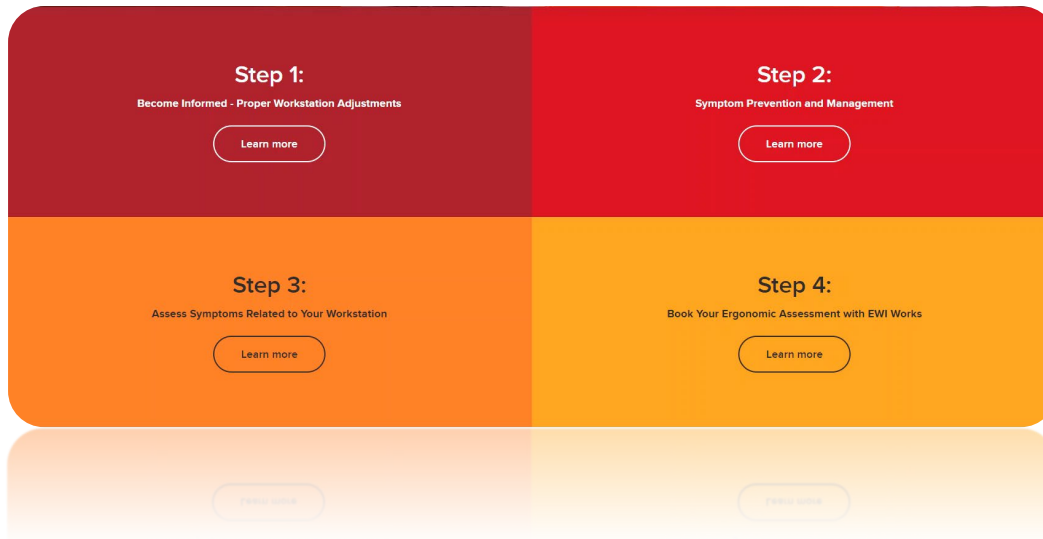 Step 1:
Become Informed - Proper Workstation Adjustments
Learn more
Step 2:
Symptom Prevention and Management
Learn more
Step 3:
Assess Symptoms Related to Your Workstation
Learn more
Step 4:
Book Your Ergonomic Assessment with EWI Works
Learn more